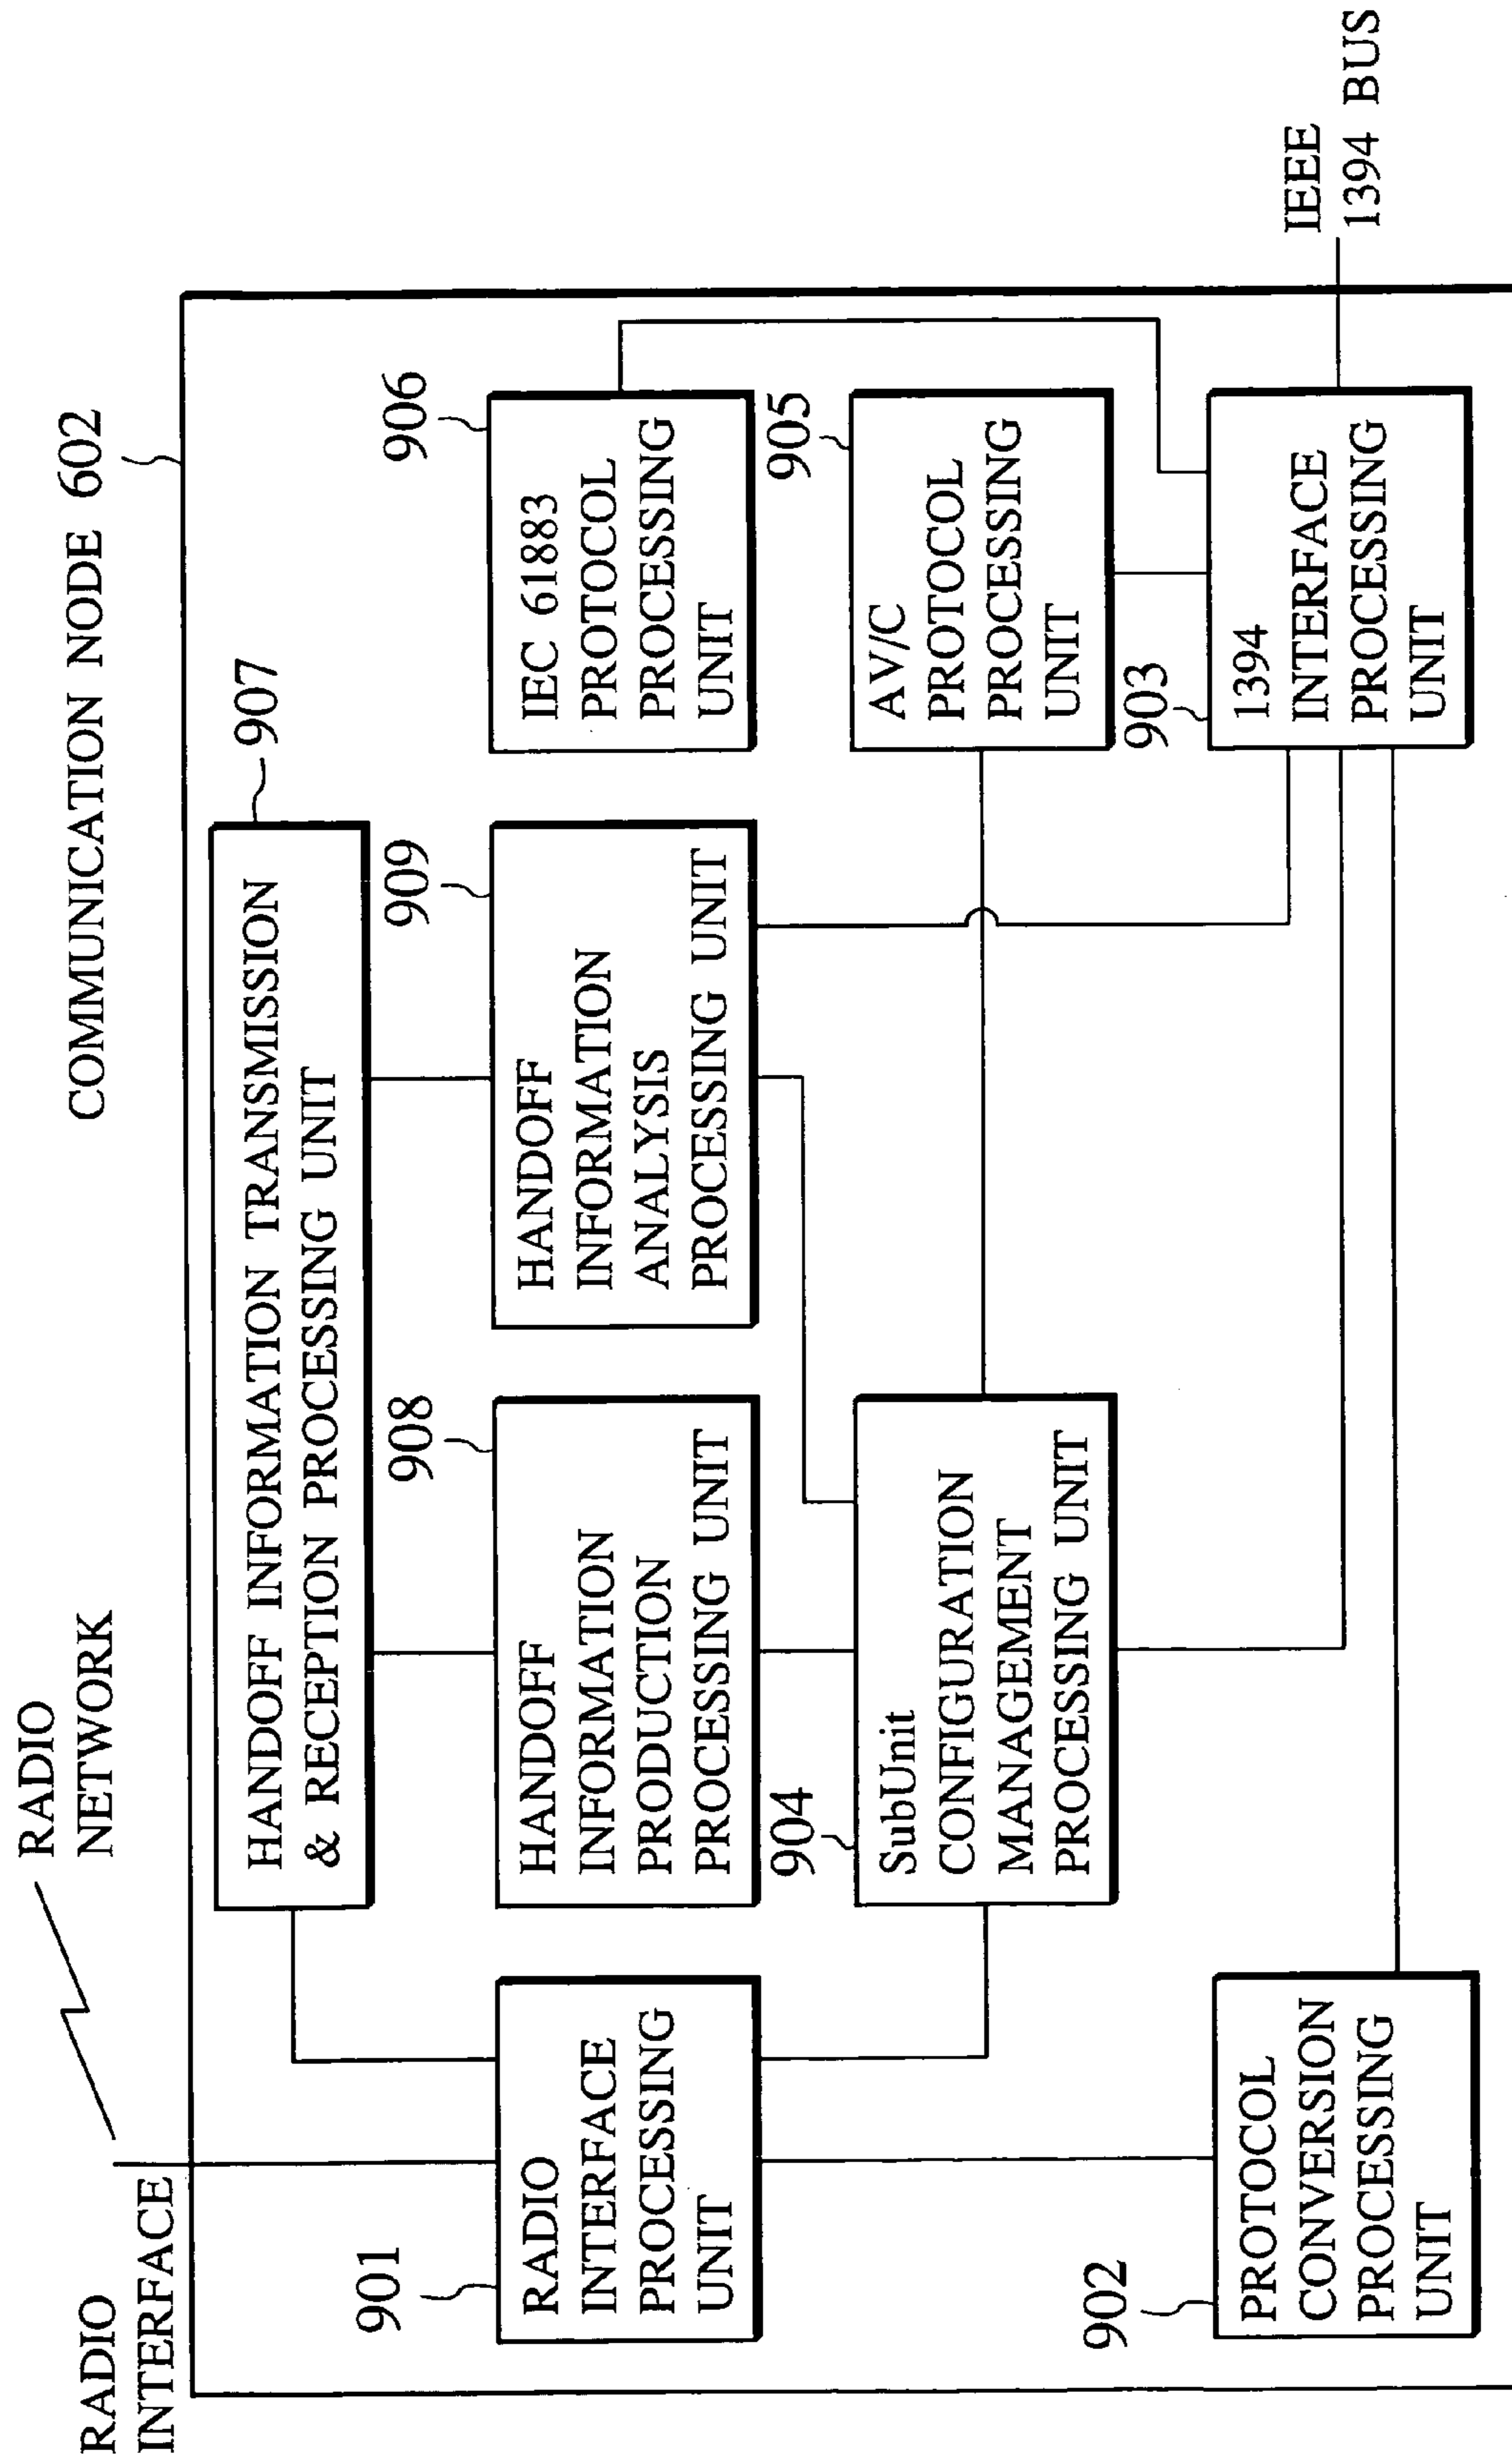 RADIO
NETWORK
RADIO
INTERFACE
COMMUNICATION NODE 602
907
HANDOFF INFORMATION TRANSMISSION
& RECEPTION PROCESSING UNIT
901
RADIO
INTERFACE
PROCESSING
UNIT
908
HANDOFF
INFORMATION
PRODUCTION
PROCESSING UNIT
909
HANDOFF
INFORMATION
ANALYSIS
PROCESSING UNIT
906
IEC 61883
PROTOCOL
PROCESSING
UNIT
904
SubUnit
CONFIGURATION
MANAGEMENT
PROCESSING UNIT
905
AV/C
PROTOCOL
PROCESSING
UNIT
902
PROTOCOL
CONVERSION
PROCESSING
UNIT
903
1394
INTERFACE
PROCESSING
UNIT
IEEE
1394 BUS